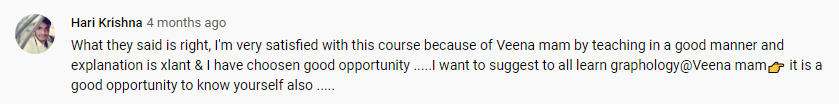 Hari Krishna 4 months ago
What they said is right, I'm very satisfied with this course because of Veena mam by teaching in a good manner and
explanation is xlant & I have choosen good opportunity .....I want to suggest to all learn graphology@Veena mam👉 it is a
good opportunity to know yourself also .....